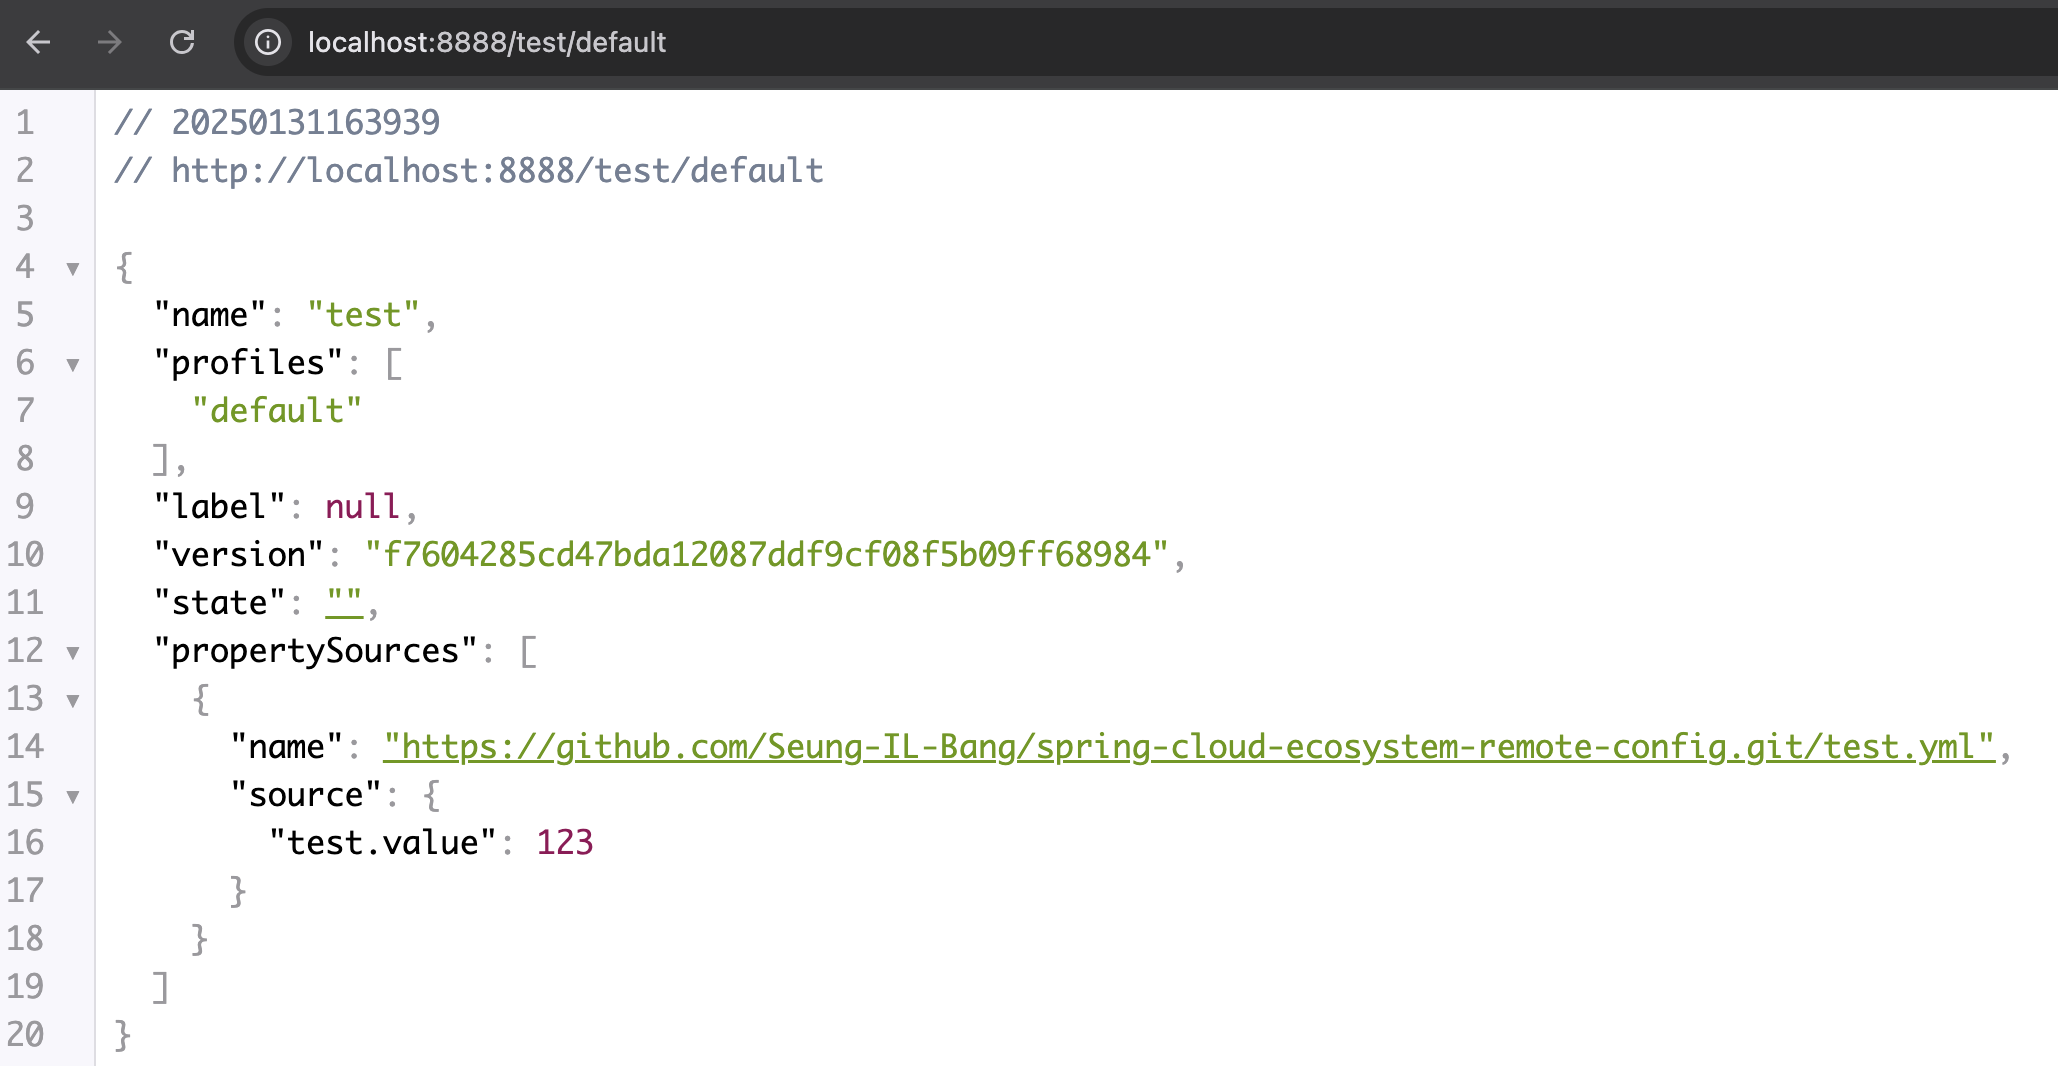 localhost:8888/test/default
1 // 20250131163939
2 // http://localhost:8888/test/default
3
4 ▼ {
5 "name": "test",
6 ▼ "profiles": [
7 "default"
8 ],
9 "label": null,
10 "version": "f7604285cd47bda12087ddf9cf08f5b09ff68984",
11 "state": "",
12 ▼ "propertySources": [
13 ▼ {
14 "name": "https://github.com/Seung-IL-Bang/spring-cloud-ecosystem-remote-config.git/test.yml",
15 ▼ "source": {
16 "test.value": 123
17 }
18 }
19 ]
20 }